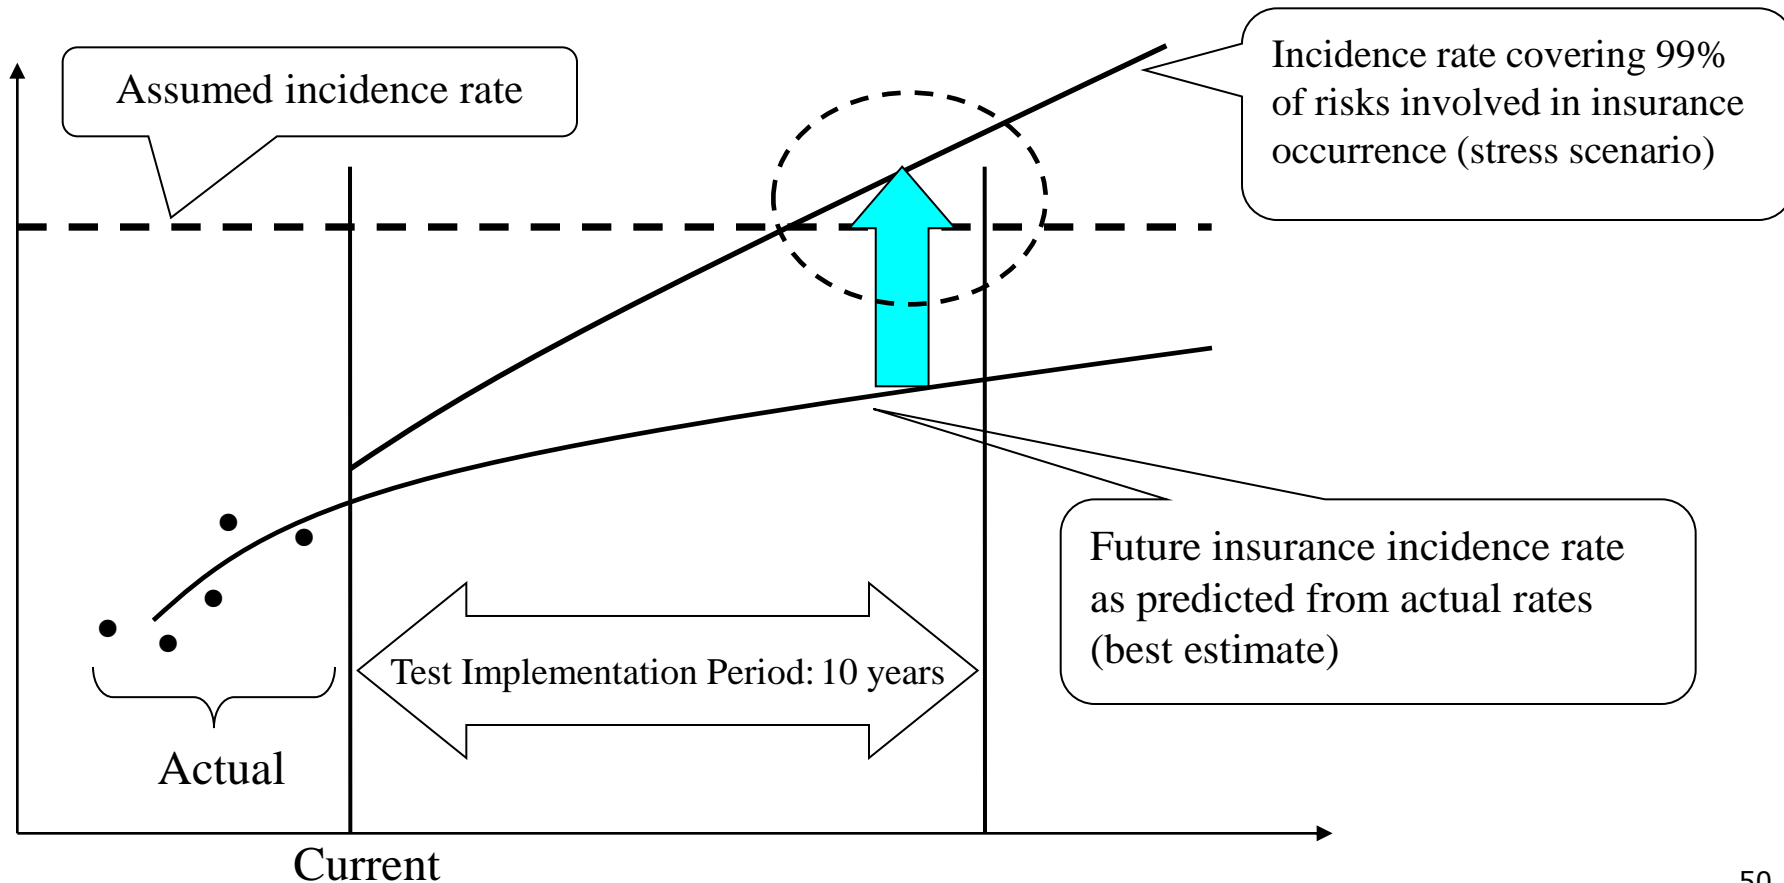 Assumed incidence rate
Incidence rate covering 99%
of risks involved in insurance
occurrence (stress scenario)
Future insurance incidence rate
as predicted from actual rates
(best estimate)
Test Implementation Period: 10 years
Actual
Current
50